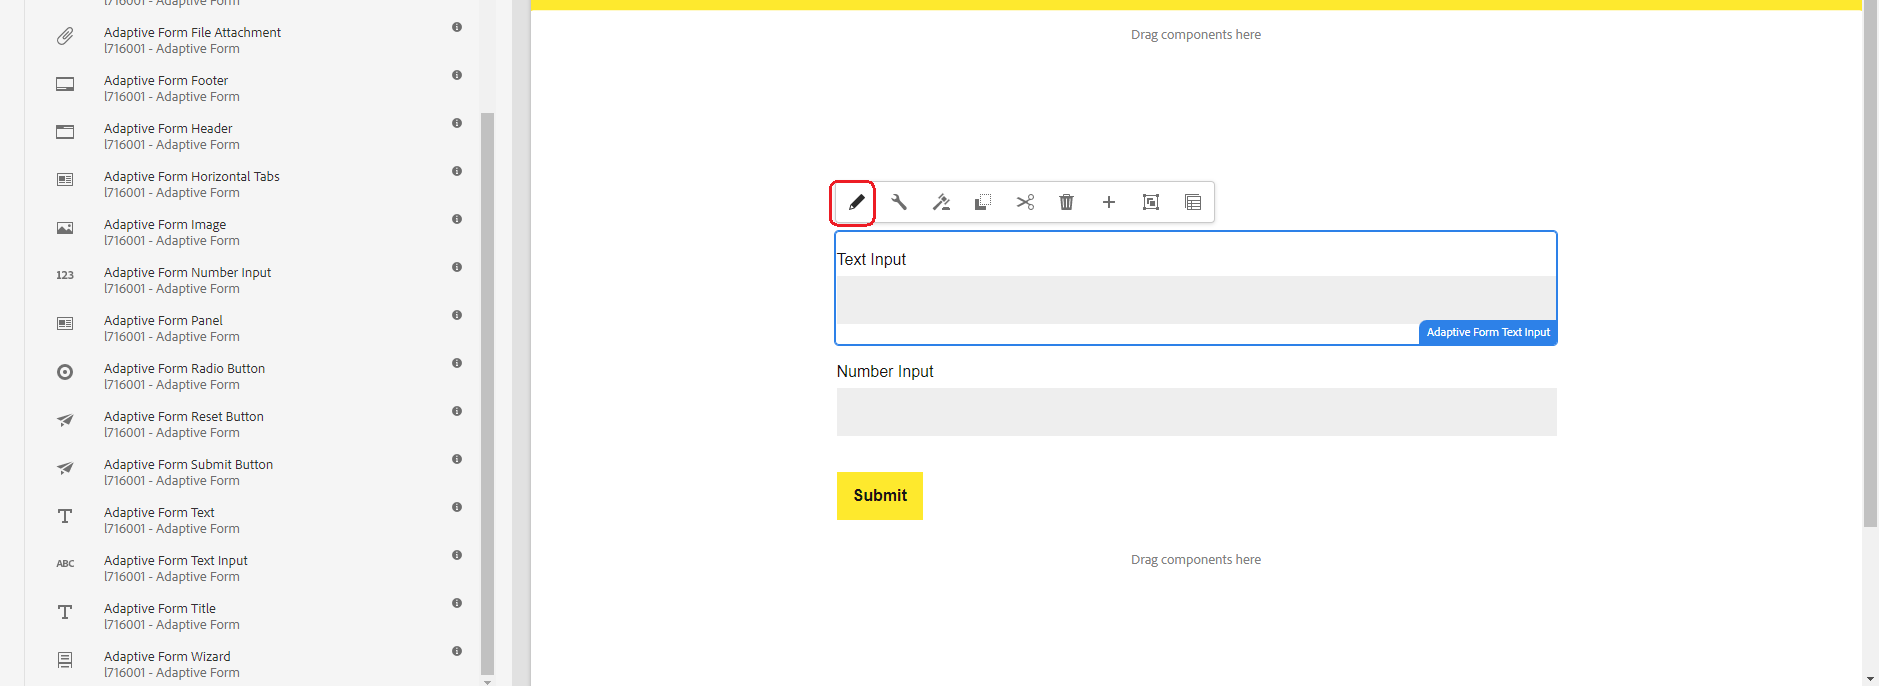 l716001 - Adaptive Form
Adaptive Form File Attachment
l716001 - Adaptive Form
Adaptive Form Footer
l716001 - Adaptive Form
Adaptive Form Header
l716001 - Adaptive Form
Adaptive Form Horizontal Tabs
l716001 - Adaptive Form
Adaptive Form Image
l716001 - Adaptive Form
123
Adaptive Form Number Input
l716001 - Adaptive Form
Adaptive Form Panel
l716001 - Adaptive Form
Adaptive Form Radio Button
l716001 - Adaptive Form
Adaptive Form Reset Button
l716001 - Adaptive Form
Adaptive Form Submit Button
l716001 - Adaptive Form
Adaptive Form Text
l716001 - Adaptive Form
ABC
Adaptive Form Text Input
l716001 - Adaptive Form
Adaptive Form Title
l716001 - Adaptive Form
Adaptive Form Wizard
l716001 - Adaptive Form
Drag components here
Text Input
Adaptive Form Text Input
Number Input
Submit
Drag components here